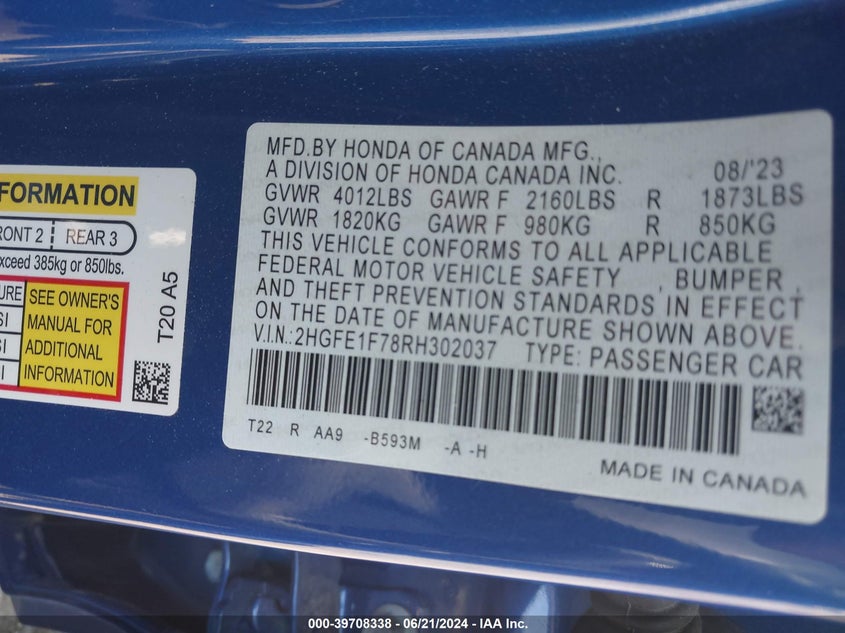 FORMATION
RONT 2 | REAR 3
xceed 385kg or 850lbs.
URE
SI
SI
I
SEE OWNER'S
MANUAL FOR
ADDITIONAL
INFORMATION
T20 A5
MFD.BY HONDA OF CANADA MFG.,
A DIVISION OF HONDA CANADA INC. 08/'23
GVWR 4012LBS GAWR F 2160LBS R 1873LBS
GVWR 1820KG GAWR F 980KG R 850KG
THIS VEHICLE CONFORMS TO ALL APPLICABLE
FEDERAL MOTOR VEHICLE SAFETY , BUMPER ,
AND THEFT PREVENTION STANDARDS IN EFFECT
ON THE DATE OF MANUFACTURE SHOWN ABOVE.
V.I.N.:2HGFE1F78RH302037 TYPE: PASSENGER CAR
T22 R AA9 -B593M -A -H
MADE IN CANADA
000-39708338 - 06/21/2024 - IAA Inc.